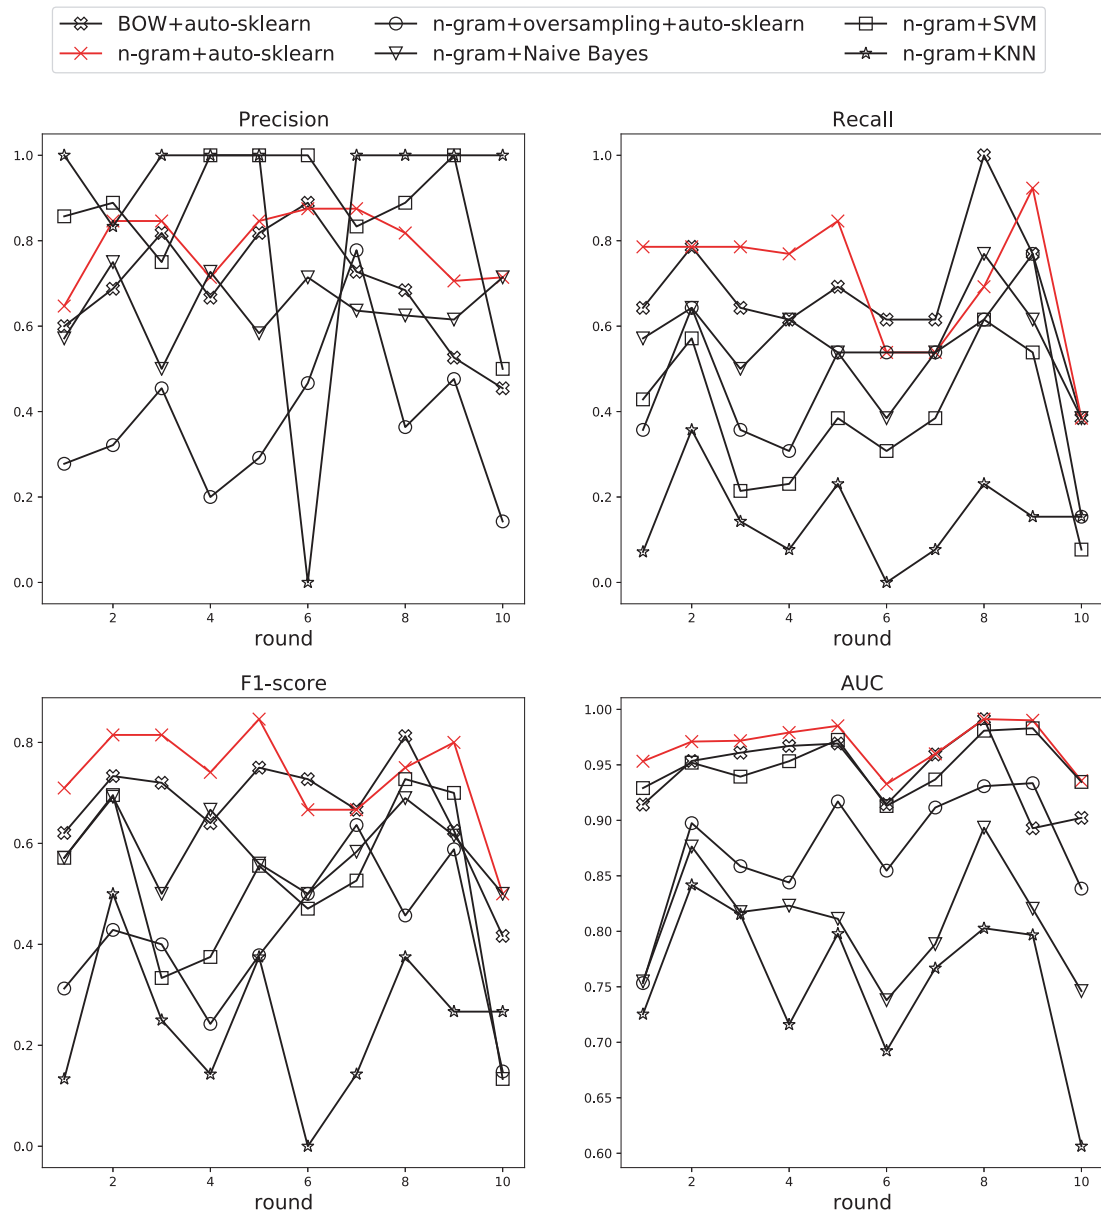 BOW+auto-sklearn
n-gram+oversampling+auto-sklearn
n-gram+SVM
n-gram+auto-sklearn
n-gram+Naive Bayes
n-gram+KNN
Precision
1.0
0.8
0.6
0.4
0.2
0.0
2 4 6 8 10
round
Recall
1.0
0.8
0.6
0.4
0.2
0.0
2 4 6 8 10
round
F1-score
0.8
0.6
0.4
0.2
0.0
2 4 6 8 10
round
AUC
1.00
0.95
0.90
0.85
0.80
0.75
0.70
0.65
0.60
2 4 6 8 10
round